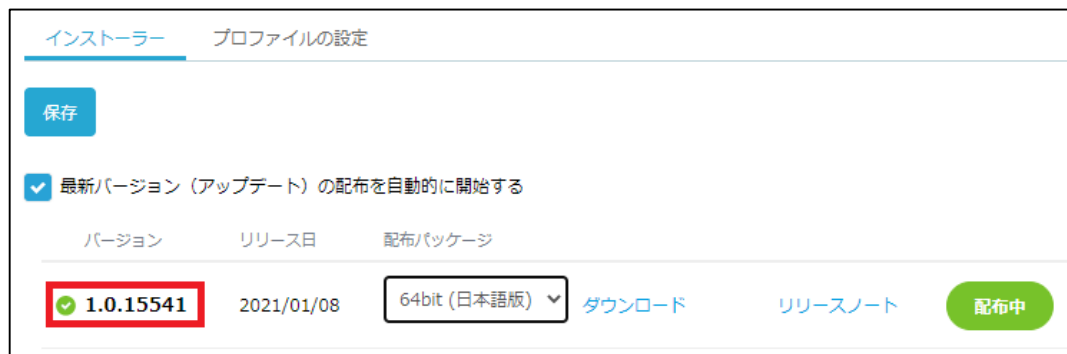 インストーラー プロファイルの設定
保存
最新バージョン（アップデート）の配布を自動的に開始する
バージョン リリース日 配布パッケージ
1.0.15541 2021/01/08 64bit (日本語版) ダウンロード リリースノート 配布中